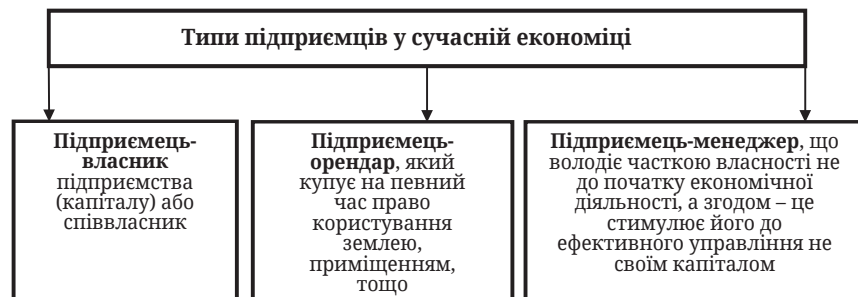 Типи підприємців у сучасній економіці
Підприємець-
власник
підприємства
(капіталу) або
співвласник
Підприємець-
орендар, який
купує на певний
час право
користування
землею,
приміщенням,
тощо
Підприємець-менеджер, що
володіє часткою власності не
до початку економічної
діяльності, а згодом – це
стимулює його до
ефективного управління не
своїм капіталом